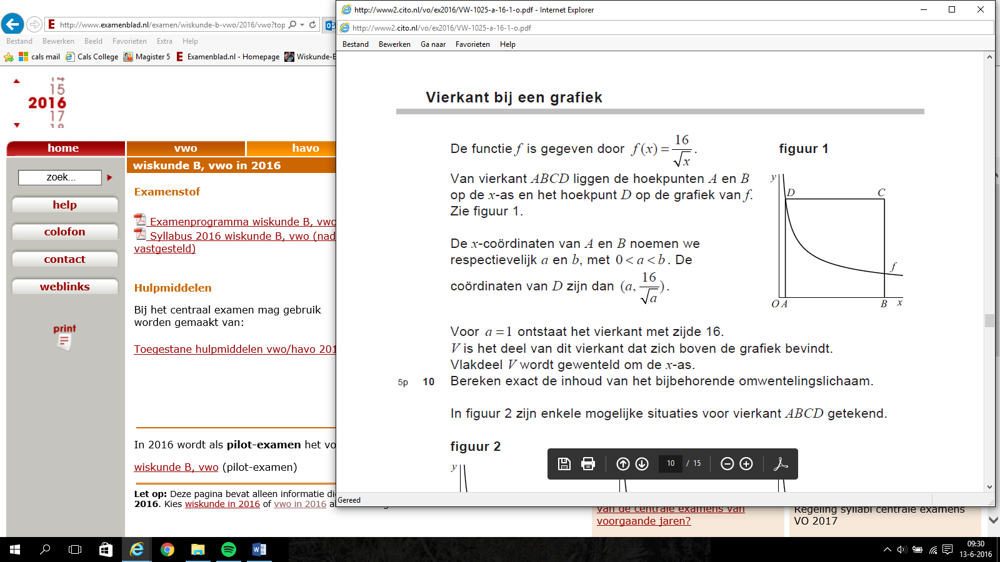 http://www2.cito.nl/vo/ex2016/VW-1025-a-16-1-o.pdf - Internet Explorer
http://www.examenblad.nl/examen/wiskunde-b-vwo/2016/vwo?top
http://www2.cito.nl/vo/ex2016/VW-1025-a-16-1-o.pdf
Bestand Bewerken Beeld Favorieten Extra Help
Bestand Bewerken Ga naar Favorieten Help
cals mail Cals College Magister 5 Examenblad.nl - Homepage Wiskunde-E
14
15
2016
17
18
home vwo havo
wiskunde B, vwo in 2016
zoek...
help
colofon
contact
weblinks
print
Examenstof
Examenprogramma wiskunde B, vwo
Syllabus 2016 wiskunde B, vwo (nad
vastgesteld)
Hulpmiddelen
Bij het centraal examen mag gebruik
worden gemaakt van:
Toegestane hulpmiddelen vwo/havo 201
In 2016 wordt als pilot-examen het vo
wiskunde B, vwo (pilot-examen)
Let op: Deze pagina bevat alleen informatie di
2016. Kies wiskunde in 2016 of vwo in 2016 a
Vierkant bij een grafiek
De functie f is gegeven door f(x) = 16/√x.
Van vierkant ABCD liggen de hoekpunten A en B
op de x-as en het hoekpunt D op de grafiek van f.
Zie figuur 1.
De x-coördinaten van A en B noemen we
respectievelijk a en b, met 0 < a < b. De
coördinaten van D zijn dan (a, 16/√a).
figuur 1
y
D C
f
O A B x
Voor a = 1 ontstaat het vierkant met zijde 16.
V is het deel van dit vierkant dat zich boven de grafiek bevindt.
Vlakdeel V wordt gewenteld om de x-as.
5p 10 Bereken exact de inhoud van het bijbehorende omwentelingslichaam.
In figuur 2 zijn enkele mogelijke situaties voor vierkant ABCD getekend.
figuur 2
y
10 / 15
Gereed
van de centrale examens van
voorgaande jaren?
Regeling syllabi centrale examens
VO 2017
09:30
13-6-2016